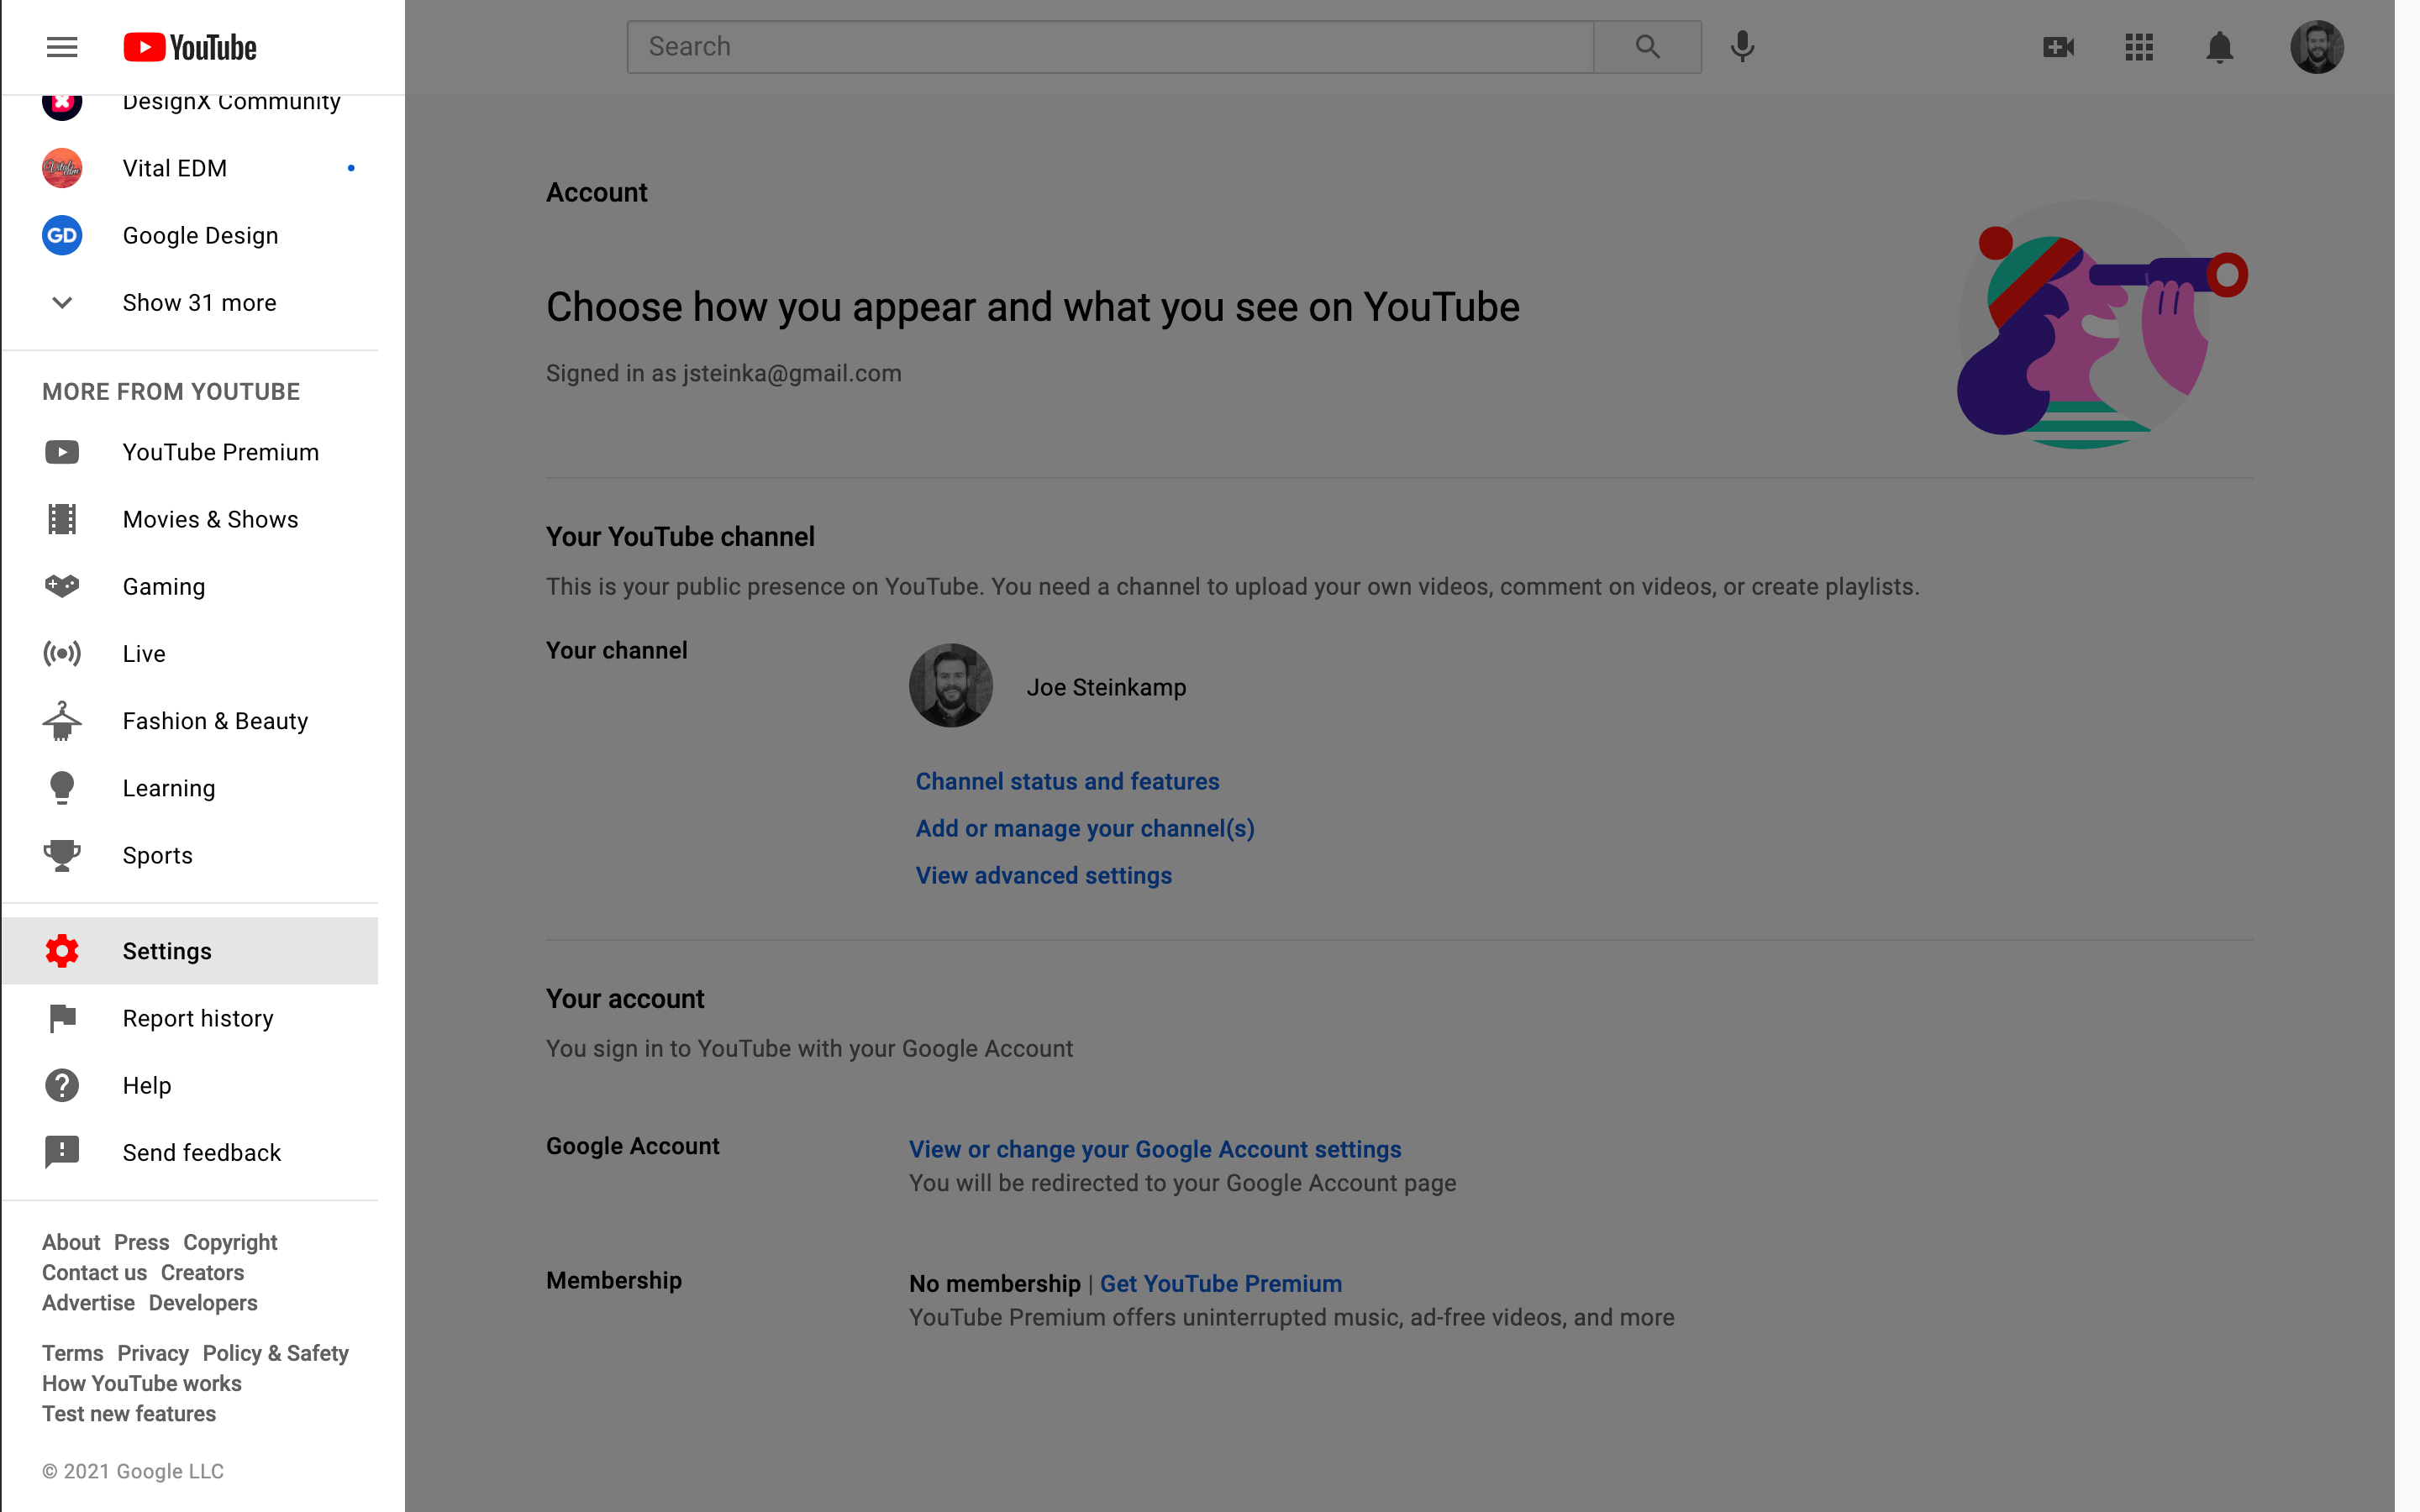 YouTube
Search
DesignX Community
Vital EDM
GD
Google Design
Show 31 more
MORE FROM YOUTUBE
YouTube Premium
Movies & Shows
Gaming
Live
Fashion & Beauty
Learning
Sports
Settings
Report history
Help
Send feedback
About Press Copyright
Contact us Creators
Advertise Developers
Terms Privacy Policy & Safety
How YouTube works
Test new features
© 2021 Google LLC
Account
Choose how you appear and what you see on YouTube
Signed in as jsteinka@gmail.com
Your YouTube channel
This is your public presence on YouTube. You need a channel to upload your own videos, comment on videos, or create playlists.
Your channel
Joe Steinkamp
Channel status and features
Add or manage your channel(s)
View advanced settings
Your account
You sign in to YouTube with your Google Account
Google Account
View or change your Google Account settings
You will be redirected to your Google Account page
Membership
No membership | Get YouTube Premium
YouTube Premium offers uninterrupted music, ad-free videos, and more